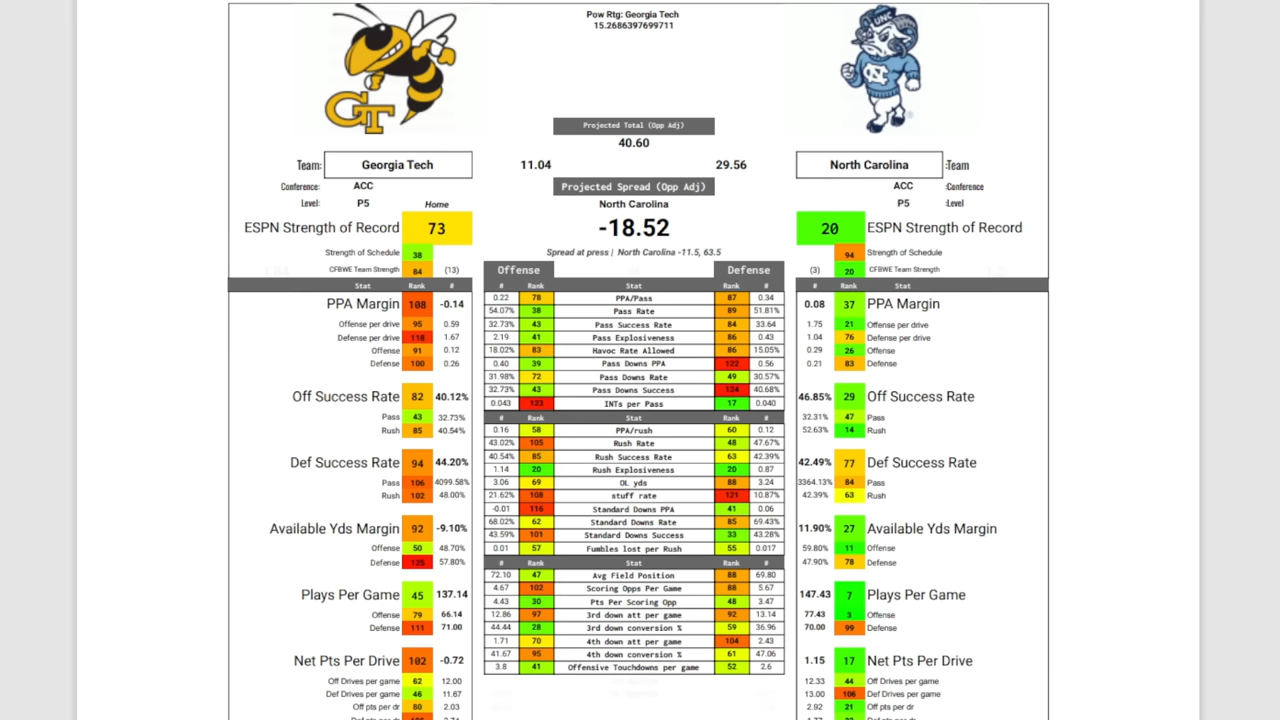 Pow Rtg: Georgia Tech
15.2686397699711
GT
UNC
NC
Projected Total (Opp Adj)
40.60
Team: Georgia Tech 11.04 29.56 North Carolina :Team
Conference: ACC Projected Spread (Opp Adj) ACC :Conference
Level: P5 Home North Carolina P5 :Level
ESPN Strength of Record 73 -18.52 20 ESPN Strength of Record
Strength of Schedule 38 Spread at press | North Carolina -11.5, 63.5 94 Strength of Schedule
CFBWE Team Strength 84 (13) Offense Defense (3) 20 CFBWE Team Strength
Stat Rank # # Rank Stat Rank # # Rank Stat
PPA Margin 108 -0.14 0.08 37 PPA Margin
Offense per drive 95 0.59 1.75 21 Offense per drive
Defense per drive 118 1.67 1.04 76 Defense per drive
Offense 91 0.12 0.29 26 Offense
Defense 100 0.26 0.21 83 Defense
0.22 78 PPA/Pass 87 0.34
54.07% 38 Pass Rate 89 51.81%
32.73% 43 Pass Success Rate 84 33.64
2.19 41 Pass Explosiveness 86 0.43
18.02% 83 Havoc Rate Allowed 86 15.05%
0.40 39 Pass Downs PPA 122 0.56
31.98% 72 Pass Downs Rate 49 30.57%
32.73% 43 Pass Downs Success 124 40.68%
0.043 123 INTs per Pass 17 0.040
Off Success Rate 82 40.12% 46.85% 29 Off Success Rate
Pass 43 32.73% 32.31% 47 Pass
Rush 85 40.54% 52.63% 14 Rush
# Rank Stat Rank #
0.16 58 PPA/rush 60 0.12
43.02% 105 Rush Rate 48 47.67%
40.54% 85 Rush Success Rate 63 42.39%
1.14 20 Rush Explosiveness 20 0.87
3.06 69 OL yds 88 3.24
21.62% 108 stuff rate 121 10.87%
-0.01 116 Standard Downs PPA 41 0.06
68.02% 62 Standard Downs Rate 85 69.43%
43.59% 101 Standard Downs Success 33 43.28%
0.01 57 Fumbles lost per Rush 55 0.017
Def Success Rate 94 44.20% 42.49% 77 Def Success Rate
Pass 106 4099.58% 3364.13% 84 Pass
Rush 102 48.00% 42.39% 63 Rush
Available Yds Margin 92 -9.10% 11.90% 27 Available Yds Margin
Offense 50 48.70% 59.80% 11 Offense
Defense 125 57.80% 47.90% 78 Defense
# Rank Stat Rank #
72.10 47 Avg Field Position 88 69.80
4.67 102 Scoring Opps Per Game 88 5.67
4.43 30 Pts Per Scoring Opp 48 3.47
12.86 97 3rd down att per game 92 13.14
44.44 28 3rd down conversion % 59 36.96
1.71 70 4th down att per game 104 2.43
41.67 95 4th down conversion % 61 47.06
3.8 41 Offensive Touchdowns per game 52 2.6
Plays Per Game 45 137.14 147.43 7 Plays Per Game
Offense 79 66.14 77.43 3 Offense
Defense 111 71.00 70.00 99 Defense
Net Pts Per Drive 102 -0.72 1.15 17 Net Pts Per Drive
Off Drives per game 62 12.00 12.33 44 Off Drives per game
Def Drives per game 46 11.67 13.00 106 Def Drives per game
Off pts per dr 80 2.03 2.92 21 Off pts per dr